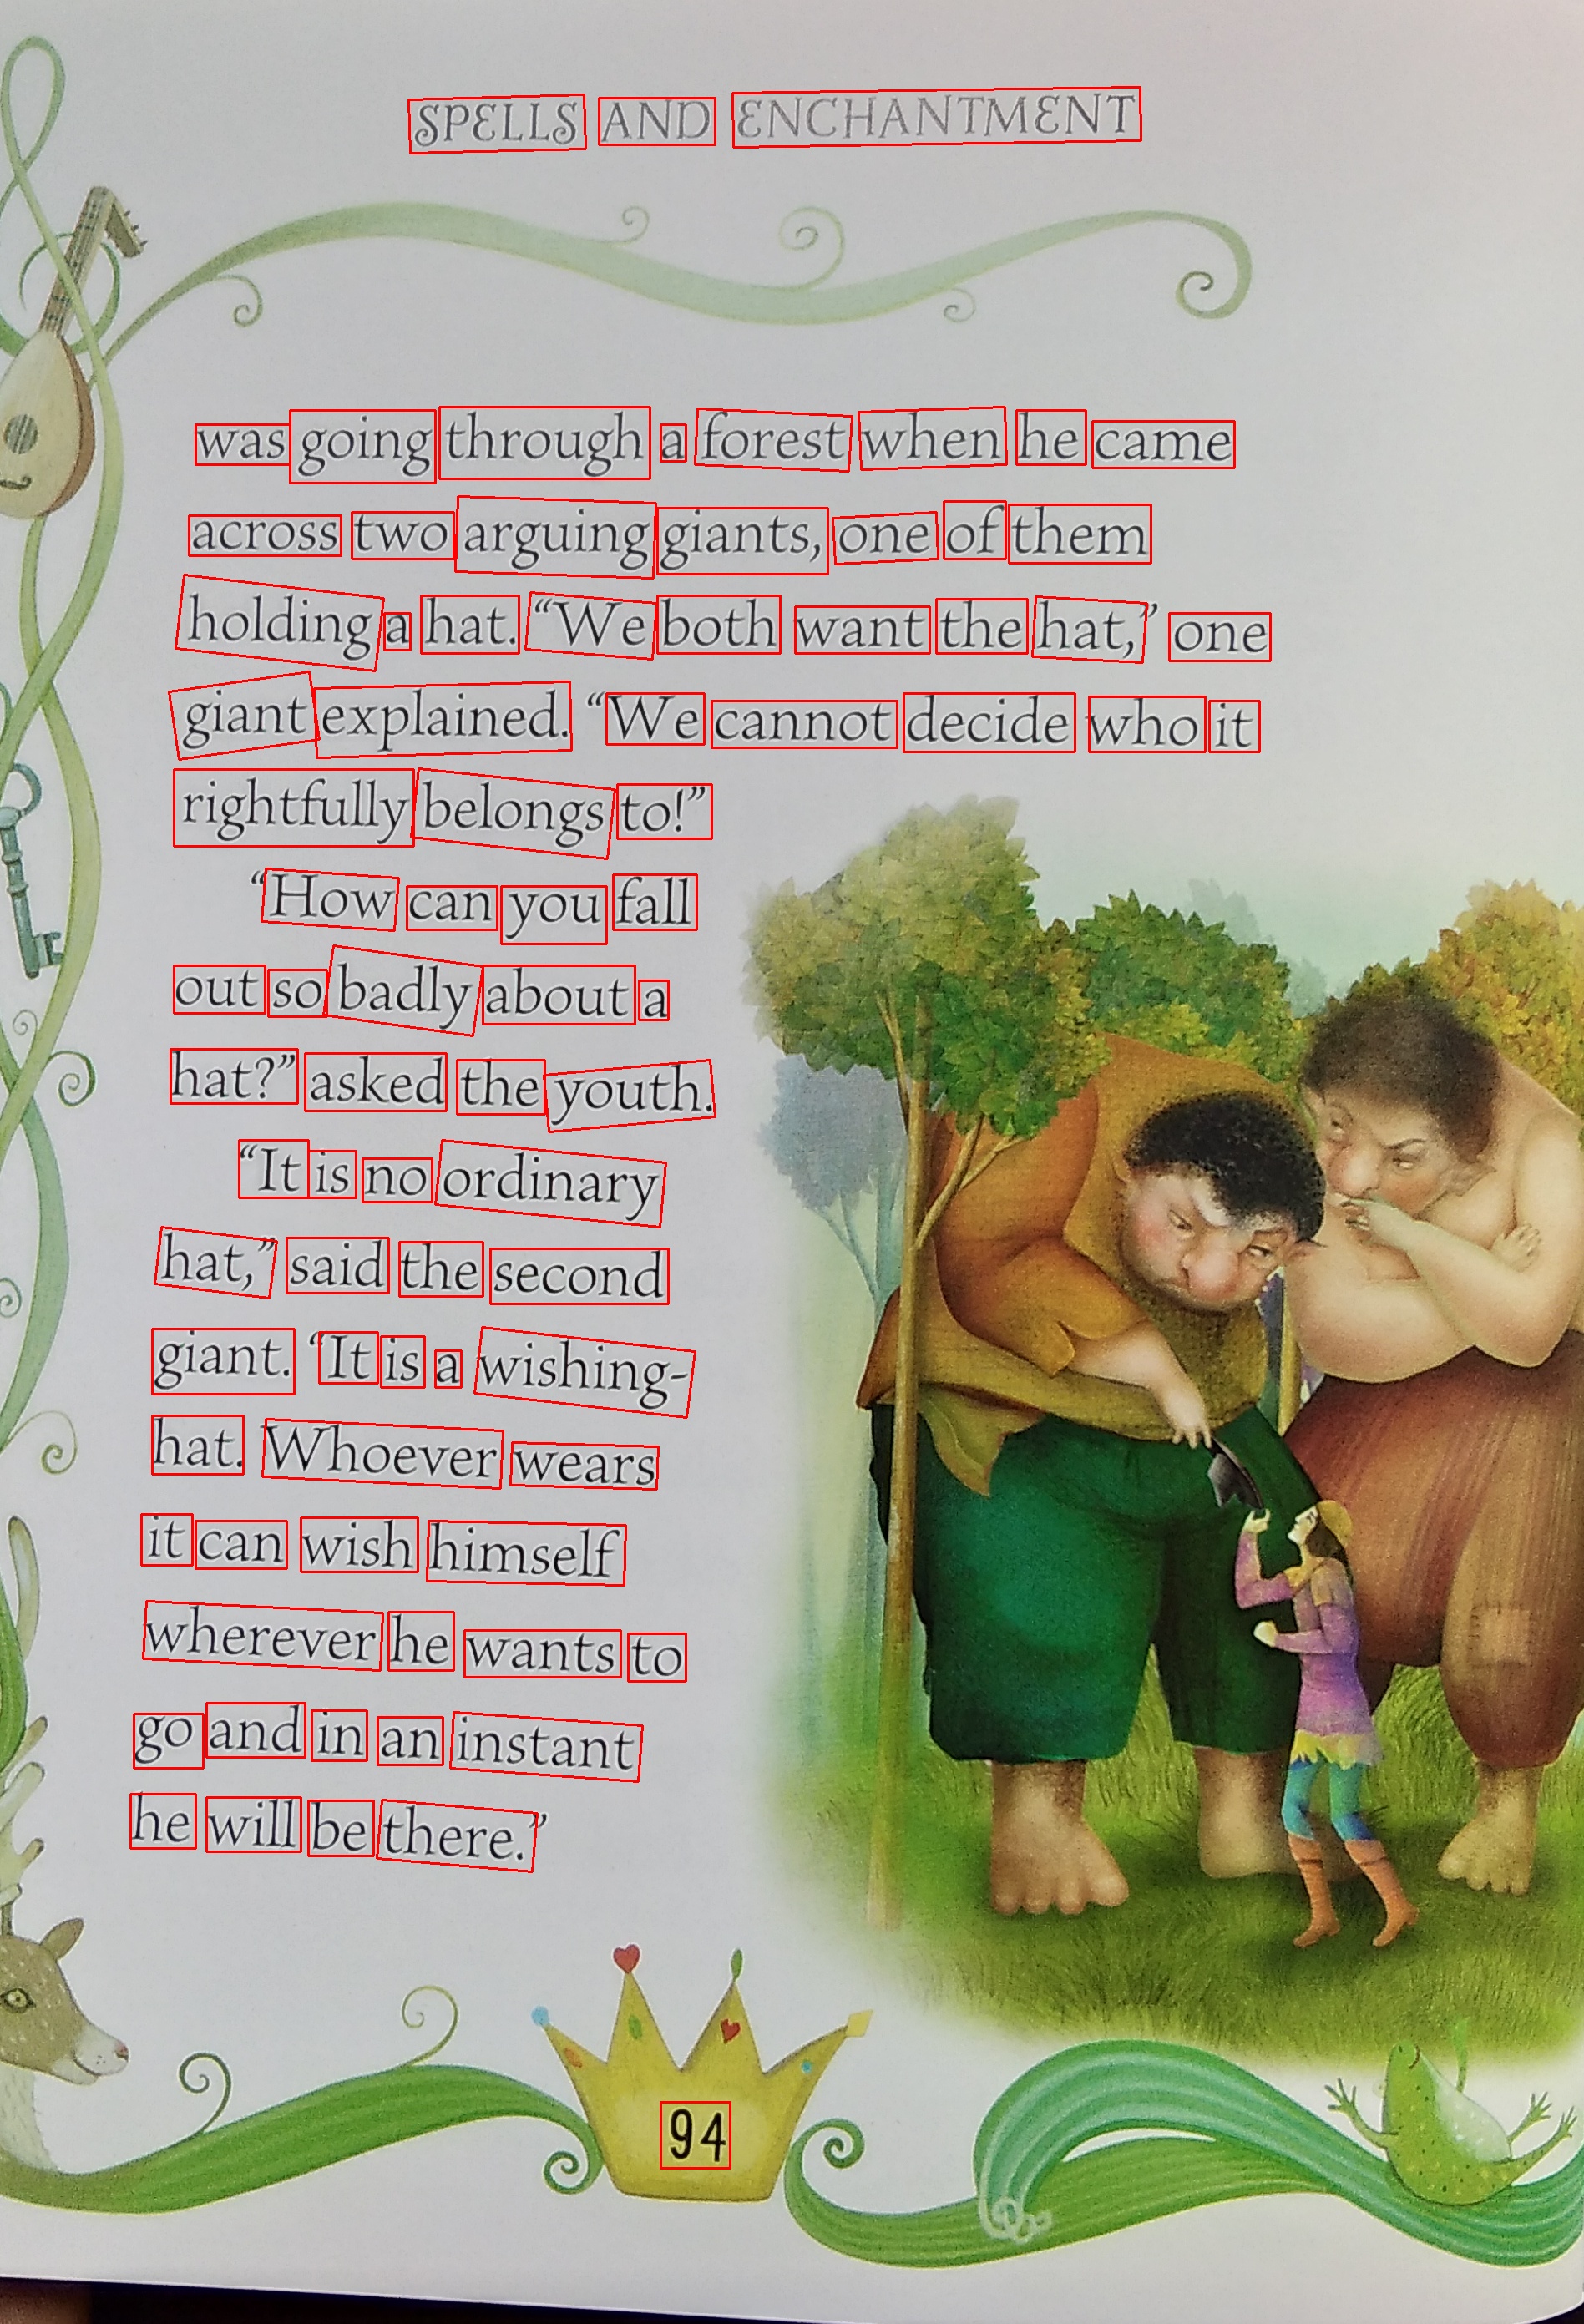 SPELLS AND ENCHANTMENT
was going through a forest when he came
across two arguing giants, one of them
holding a hat. “We both want the hat,” one
giant explained. “We cannot decide who it
rightfully belongs to!”
“How can you fall
out so badly about a
hat?” asked the youth.
“It is no ordinary
hat,” said the second
giant. “It is a wishing-
hat. Whoever wears
it can wish himself
wherever he wants to
go and in an instant
he will be there.”
94